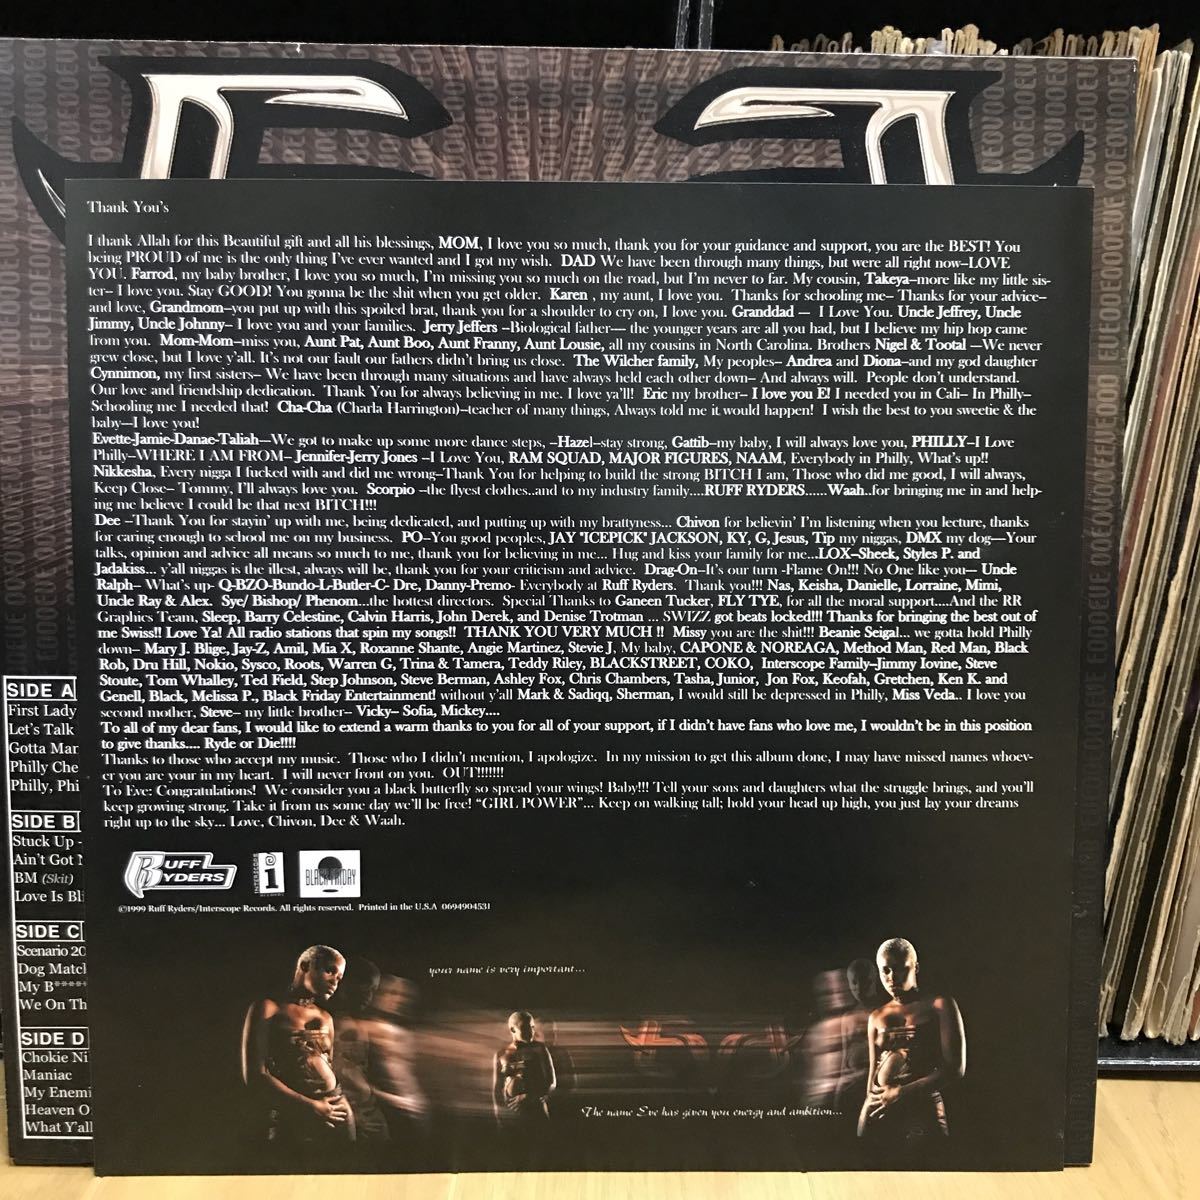 Thank You's
I thank Allah for this Beautiful gift and all his blessings, MOM, I love you so much, thank you for your guidance and support, you are the BEST! You
being PROUD of me is the only thing I've ever wanted and I got my wish. DAD We have been through many things, but were all right now–LOVE
YOU. Farrod, my baby brother, I love you so much, I'm missing you so much on the road, but I'm never to far. My cousin, Takeya–more like my little sis-
ter– I love you. Stay GOOD! You gonna be the shit when you get older. Karen , my aunt, I love you. Thanks for schooling me– Thanks for your advice–
and love, Grandmom–you put up with this spoiled brat, thank you for a shoulder to cry on, I love you. Granddad — I Love You. Uncle Jeffrey, Uncle
Jimmy, Uncle Johnny– I love you and your families. Jerry Jeffers –Biological father— the younger years are all you had, but I believe my hip hop came
from you. Mom-Mom–miss you, Aunt Pat, Aunt Boo, Aunt Franny, Aunt Lousie, all my cousins in North Carolina. Brothers Nigel & Tootal —We never
grew close, but I love y'all. It's not our fault our fathers didn't bring us close. The Wilcher family, My peoples– Andrea and Diona–and my god daughter
Cynnimon, my first sisters– We have been through many situations and have always held each other down– And always will. People don't understand.
Our love and friendship dedication. Thank You for always believing in me. I love ya'll! Eric my brother– I love you E! I needed you in Cali– In Philly–
Schooling me I needed that! Cha-Cha (Charla Harrington)–teacher of many things, Always told me it would happen! I wish the best to you sweetie & the
baby—I love you!
Evette-Jamie-Danae-Taliah—We got to make up some more dance steps, –Hazel–stay strong, Gattib–my baby, I will always love you, PHILLY–I Love
Philly–WHERE I AM FROM– Jennifer-Jerry Jones –I Love You, RAM SQUAD, MAJOR FIGURES, NAAM, Everybody in Philly, What's up!!
Nikkesha, Every nigga I fucked with and did me wrong–Thank You for helping to build the strong BITCH I am, Those who did me good, I will always,
Keep Close– Tommy, I'll always love you. Scorpio –the flyest clothes..and to my industry family....RUFF RYDERS......Waah..for bringing me in and help-
ing me believe I could be that next BITCH!!!
Dee –Thank You for stayin' up with me, being dedicated, and putting up with my brattyness... Chivon for believin' I'm listening when you lecture, thanks
for caring enough to school me on my business. PO–You good peoples, JAY "ICEPICK" JACKSON, KY, G, Jesus, Tip my niggas, DMX my dog—Your
talks, opinion and advice all means so much to me, thank you for believing in me... Hug and kiss your family for me...LOX–Sheek, Styles P. and
Jadakiss... y'all niggas is the illest, always will be, thank you for your criticism and advice. Drag-On–It's our turn -Flame On!!! No One like you–– Uncle
Ralph– What's up- Q-BZO-Bundo-L-Butler-C- Dre, Danny-Premo- Everybody at Ruff Ryders. Thank you!!! Nas, Keisha, Danielle, Lorraine, Mimi,
Uncle Ray & Alex. Sye/ Bishop/ Phenom...the hottest directors. Special Thanks to Ganeen Tucker, FLY TYE, for all the moral support....And the RR
Graphics Team, Sleep, Barry Celestine, Calvin Harris, John Derek, and Denise Trotman ... SWIZZ got beats locked!!! Thanks for bringing the best out of
me Swiss!! Love Ya! All radio stations that spin my songs!! THANK YOU VERY MUCH !! Missy you are the shit!!! Beanie Seigal... we gotta hold Philly
down– Mary J. Blige, Jay-Z, Amil, Mia X, Roxanne Shante, Angie Martinez, Stevie J, My baby, CAPONE & NOREAGA, Method Man, Red Man, Black
Rob, Dru Hill, Nokio, Sysco, Roots, Warren G, Trina & Tamera, Teddy Riley, BLACKSTREET, COKO, Interscope Family–Jimmy Iovine, Steve
Stoute, Tom Whalley, Ted Field, Step Johnson, Steve Berman, Ashley Fox, Chris Chambers, Tasha, Junior, Jon Fox, Keofah, Gretchen, Ken K. and
Genell, Black, Melissa P., Black Friday Entertainment! without y'all Mark & Sadiqq, Sherman, I would still be depressed in Philly, Miss Veda.. I love you
second mother, Steve– my little brother– Vicky– Sofia, Mickey....
To all of my dear fans, I would like to extend a warm thanks to you for all of your support, if I didn't have fans who love me, I wouldn't be in this position
to give thanks.... Ryde or Die!!!!
Thanks to those who accept my music. Those who I didn't mention, I apologize. In my mission to get this album done, I may have missed names whoev-
er you are your in my heart. I will never front on you. OUT!!!!!!!
To Eve: Congratulations! We consider you a black butterfly so spread your wings! Baby!!! Tell your sons and daughters what the struggle brings, and you'll
keep growing strong. Take it from us some day we'll be free! "GIRL POWER"... Keep on walking tall; hold your head up high, you just lay your dreams
right up to the sky... Love, Chivon, Dee & Waah.
RUFF RYDERS
INTERSCOPE i
BLACK FRIDAY
©1999 Ruff Ryders/Interscope Records. All rights reserved. Printed in the U.S.A 0694904531
your name is very important...
The name Eve has given you energy and ambition...
SIDE A
First Lady
Let's Talk
Gotta Man
Philly Che
Philly, Phi
SIDE B
Stuck Up -
Ain't Got
BM (Skit)
Love Is Bl
SIDE C
Scenario 20
Dog Match
My B*****
We On Th
SIDE D
Chokie Ni
Maniac
My Enemi
Heaven O
What Y'all